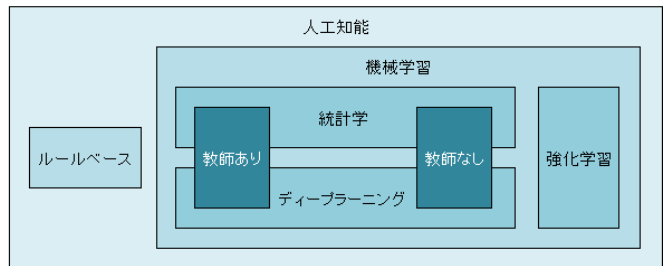 人工知能
機械学習
統計学
ルールベース
教師あり
教師なし
強化学習
ディープラーニング